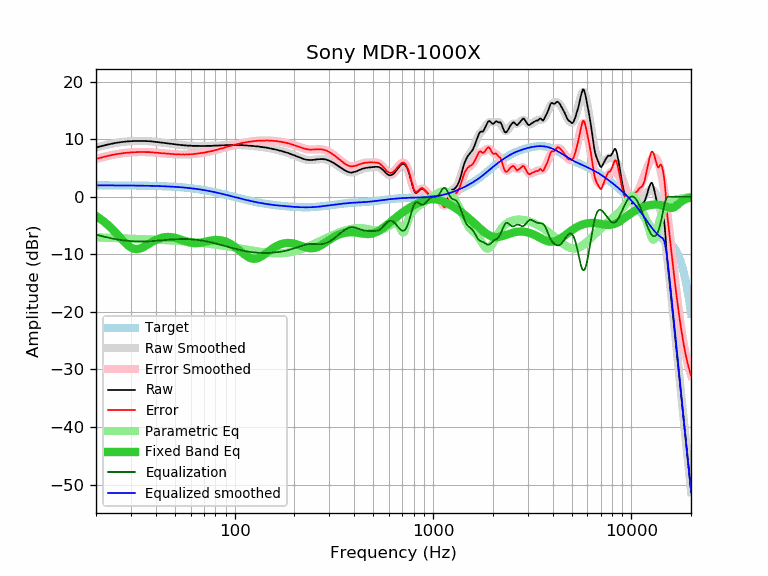 Sony MDR-1000X
20
10
0
−10
−20
−30
−40
−50
Amplitude (dBr)
Target
Raw Smoothed
Error Smoothed
Raw
Error
Parametric Eq
Fixed Band Eq
Equalization
Equalized smoothed
100
1000
10000
Frequency (Hz)